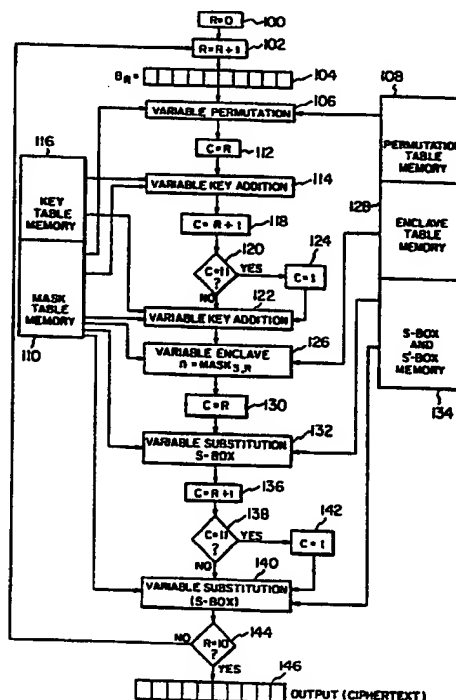 R=0
100
R=R+1
102
B_R=
104
108
VARIABLE PERMUTATION
106
PERMUTATION
TABLE
MEMORY
116
C=R
112
KEY
TABLE
MEMORY
VARIABLE KEY ADDITION
114
128
ENCLAVE
TABLE
MEMORY
C=R+1
118
120
C=11
?
YES
124
C=1
NO
122
MASK
TABLE
MEMORY
110
VARIABLE KEY ADDITION
VARIABLE ENCLAVE
n=MASK3,R
126
S-BOX
AND
S'-BOX
MEMORY
134
C=R
130
VARIABLE SUBSTITUTION
S-BOX
132
C=R+1
136
138
C=11
?
YES
142
C=1
NO
140
VARIABLE SUBSTITUTION
(S-BOX)
NO
R=10
?
144
YES
146
OUTPUT (CIPHERTEXT)